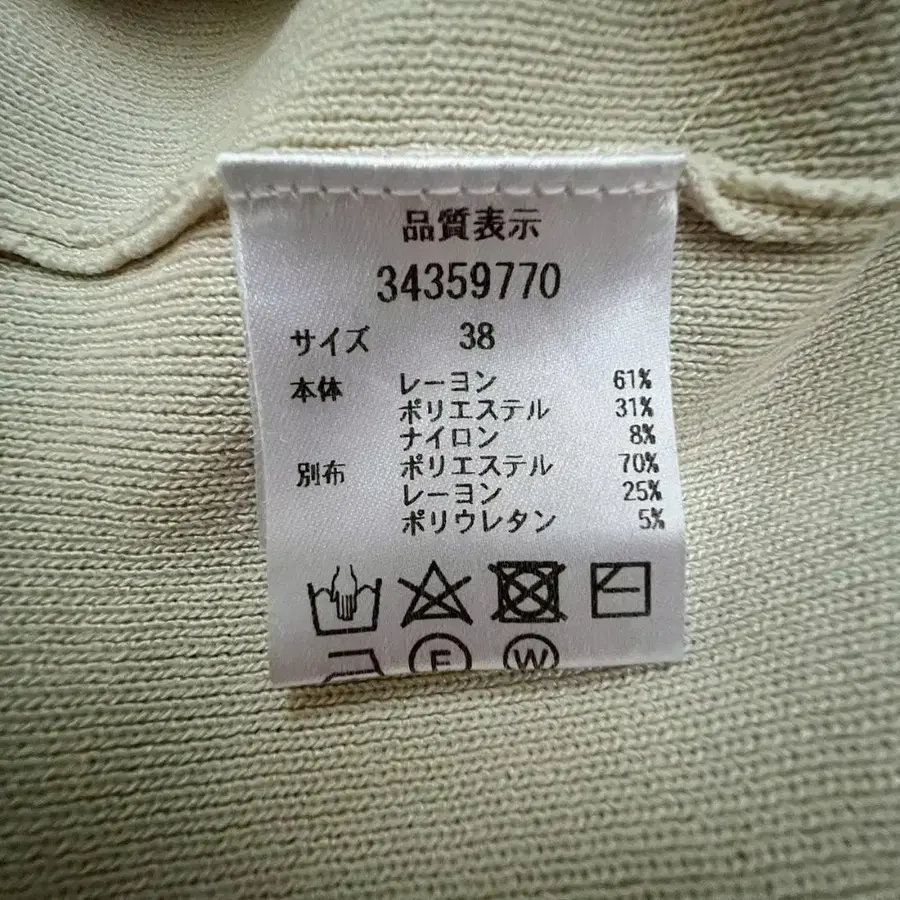 品質表示
34359770
サイズ 38
本体 レーヨン 61%
ポリエステル 31%
ナイロン 8%
別布 ポリエステル 70%
レーヨン 25%
ポリウレタン 5%
F W